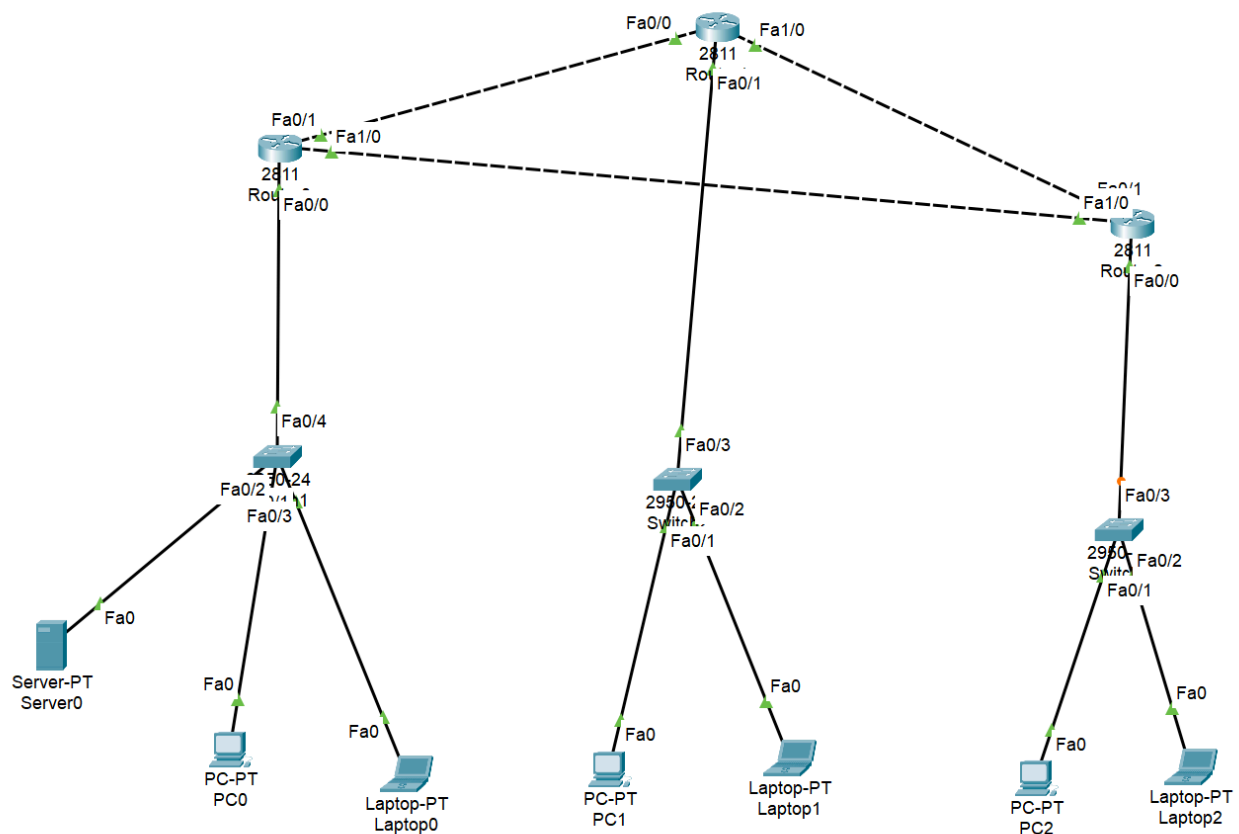 Fa0/0
Fa1/0
2811
Fa0/1
Fa0/1
Fa1/0
2811
Fa0/0
Fa0/1
Fa1/0
2811
Fa0/0
Fa0/4
Fa0/2
Fa0/3
Fa0/3
Fa0/2
Fa0/1
Fa0/3
Fa0/2
Fa0/1
Fa0
Server-PT
Server0
Fa0
PC-PT
PC0
Fa0
Laptop-PT
Laptop0
Fa0
PC-PT
PC1
Fa0
Laptop-PT
Laptop1
Fa0
PC-PT
PC2
Fa0
Laptop-PT
Laptop2